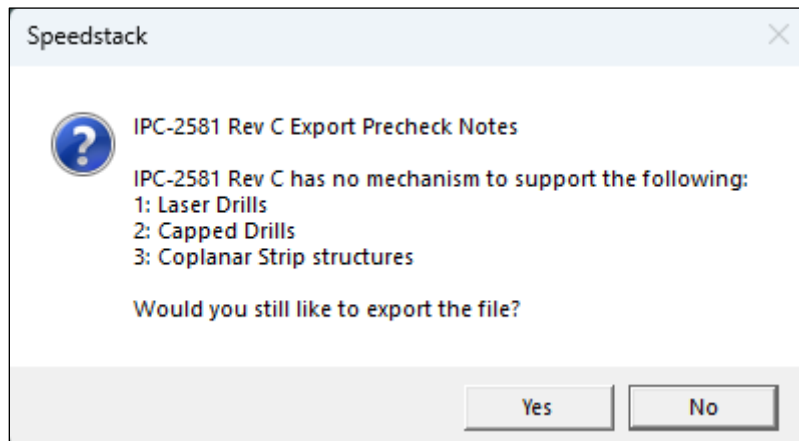 Speedstack
IPC-2581 Rev C Export Precheck Notes
IPC-2581 Rev C has no mechanism to support the following:
1: Laser Drills
2: Capped Drills
3: Coplanar Strip structures
Would you still like to export the file?
Yes
No